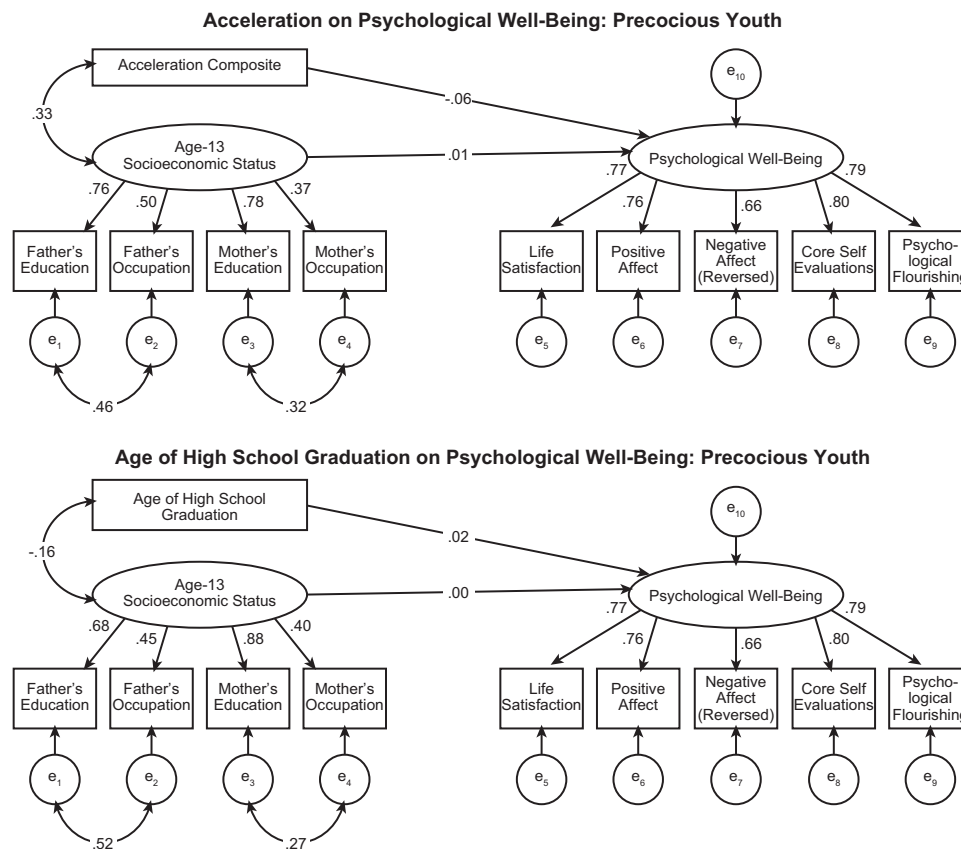 Acceleration on Psychological Well-Being: Precocious Youth
Acceleration Composite
e10
-.06
.33
Age-13
Socioeconomic Status
.01
Psychological Well-Being
.76
.50
.78
.37
.77
.76
.66
.80
.79
Father's
Education
Father's
Occupation
Mother's
Education
Mother's
Occupation
Life
Satisfaction
Positive
Affect
Negative
Affect
(Reversed)
Core Self
Evaluations
Psycho-
logical
Flourishing
e1
e2
e3
e4
e5
e6
e7
e8
e9
.46
.32
Age of High School Graduation on Psychological Well-Being: Precocious Youth
Age of High School
Graduation
e10
.02
-.16
Age-13
Socioeconomic Status
.00
Psychological Well-Being
.68
.45
.88
.40
.77
.76
.66
.80
.79
Father's
Education
Father's
Occupation
Mother's
Education
Mother's
Occupation
Life
Satisfaction
Positive
Affect
Negative
Affect
(Reversed)
Core Self
Evaluations
Psycho-
logical
Flourishing
e1
e2
e3
e4
e5
e6
e7
e8
e9
.52
.27